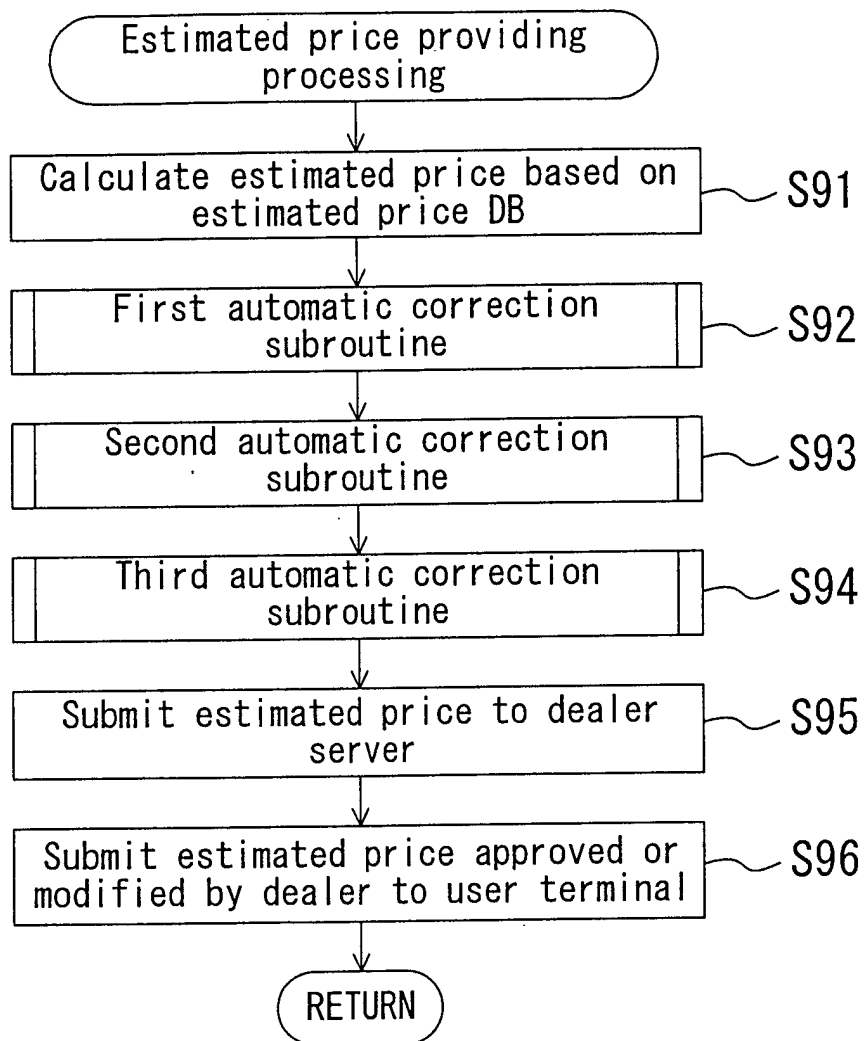 Estimated price providing
processing
Calculate estimated price based on
estimated price DB
S91
First automatic correction
subroutine
S92
Second automatic correction
subroutine
S93
Third automatic correction
subroutine
S94
Submit estimated price to dealer
server
S95
Submit estimated price approved or
modified by dealer to user terminal
S96
RETURN